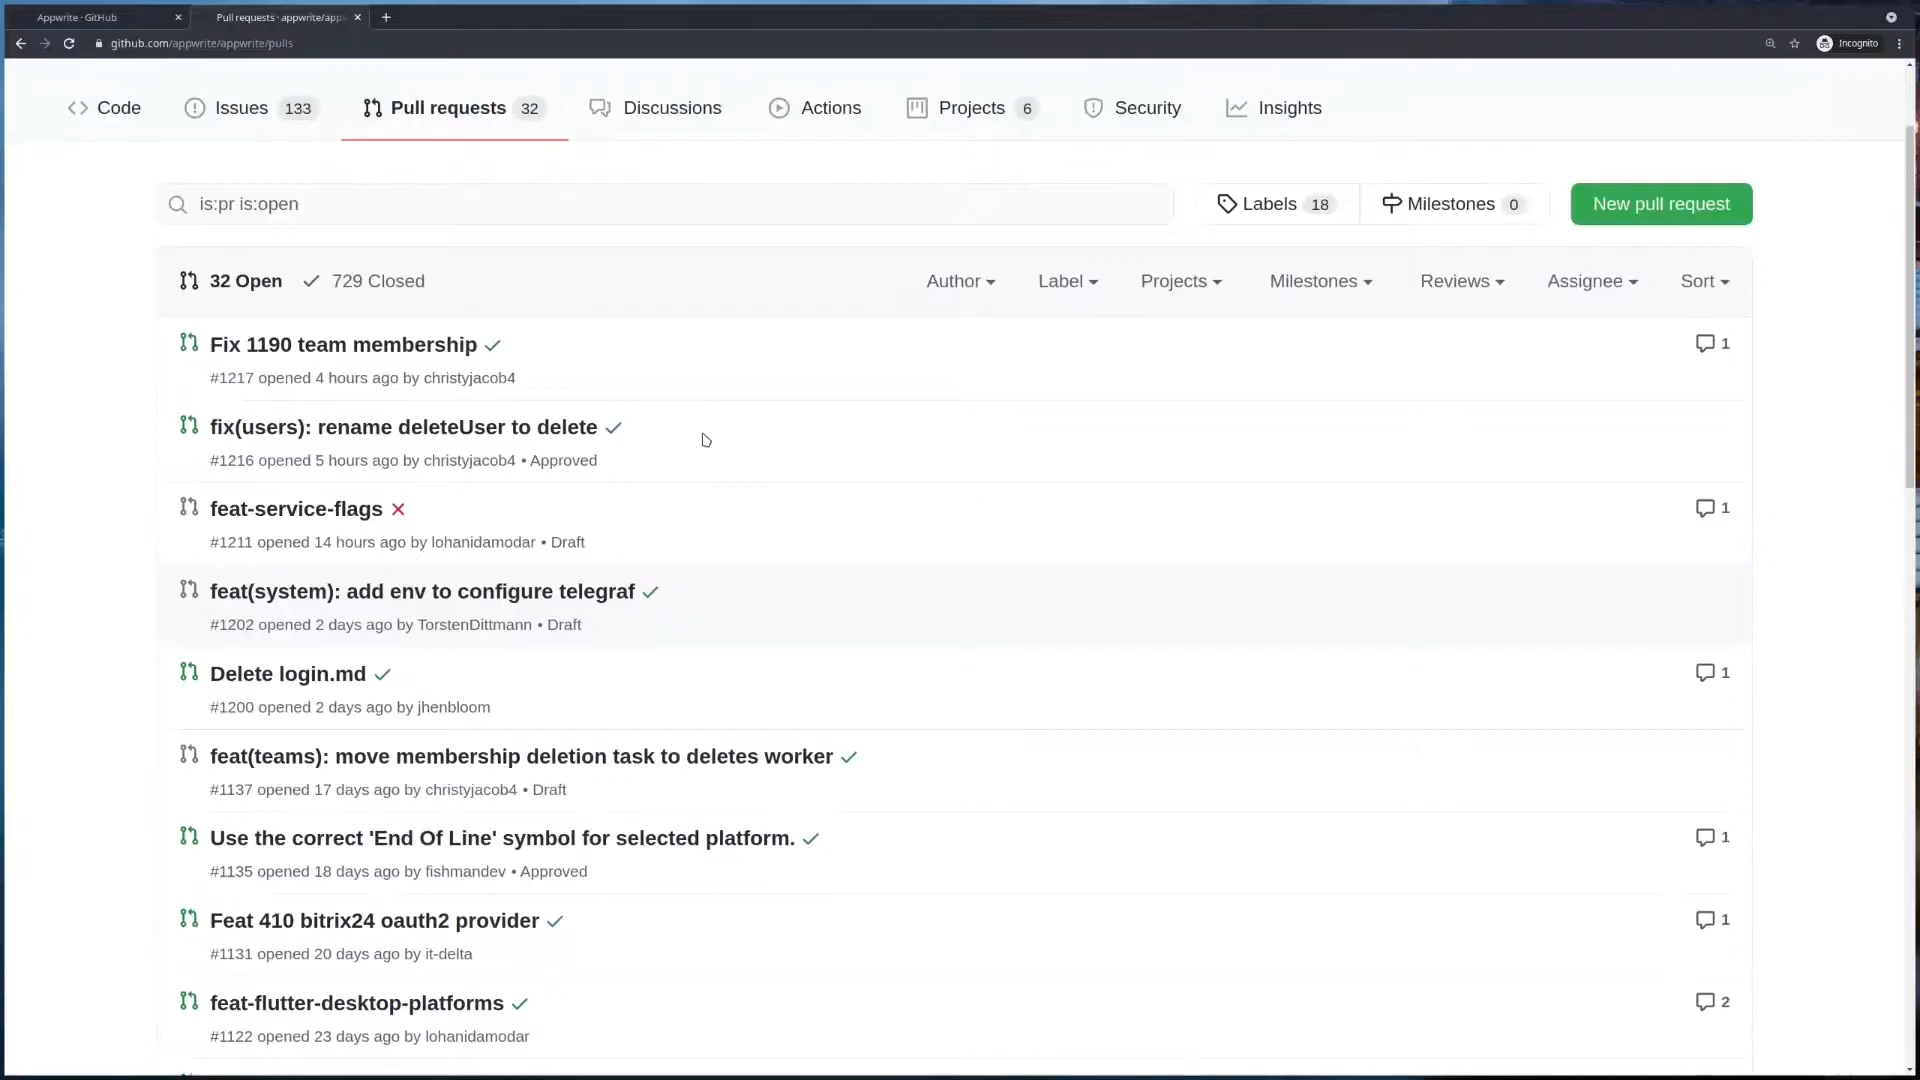 Appwrite · GitHub
Pull requests · appwrite/app
github.com/appwrite/appwrite/pulls
Incognito
Code
Issues 133
Pull requests 32
Discussions
Actions
Projects 6
Security
Insights
is:pr is:open
Labels 18
Milestones 0
New pull request
32 Open
729 Closed
Author
Label
Projects
Milestones
Reviews
Assignee
Sort
Fix 1190 team membership
1
#1217 opened 4 hours ago by christyjacob4
fix(users): rename deleteUser to delete
#1216 opened 5 hours ago by christyjacob4 • Approved
feat-service-flags
1
#1211 opened 14 hours ago by lohanidamodar • Draft
feat(system): add env to configure telegraf
#1202 opened 2 days ago by TorstenDittmann • Draft
Delete login.md
1
#1200 opened 2 days ago by jhenbloom
feat(teams): move membership deletion task to deletes worker
#1137 opened 17 days ago by christyjacob4 • Draft
Use the correct 'End Of Line' symbol for selected platform.
1
#1135 opened 18 days ago by fishmandev • Approved
Feat 410 bitrix24 oauth2 provider
1
#1131 opened 20 days ago by it-delta
feat-flutter-desktop-platforms
2
#1122 opened 23 days ago by lohanidamodar